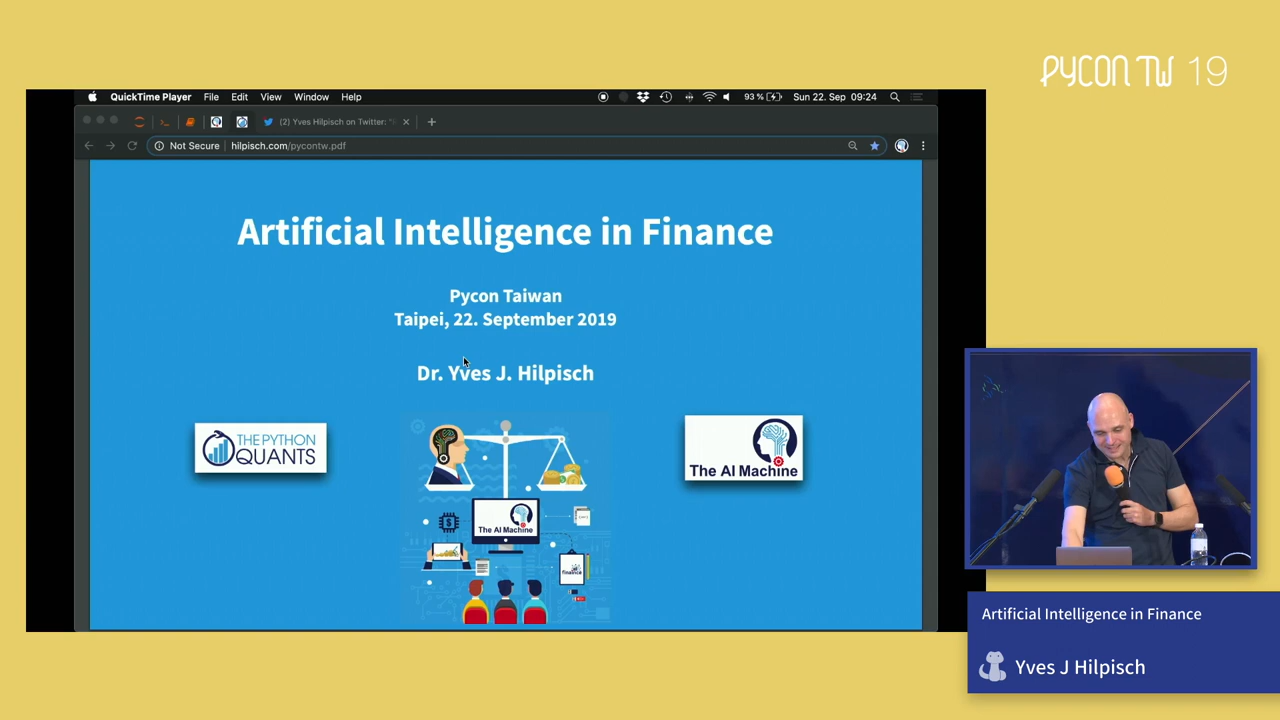 PYCON TW 19
QuickTime Player File Edit View Window Help 93 % Sun 22. Sep 09:24
(2) Yves Hilpisch on Twitter: "
Not Secure hilpisch.com/pycontw.pdf
Artificial Intelligence in Finance
Pycon Taiwan
Taipei, 22. September 2019
Dr. Yves J. Hilpisch
THE PYTHON
QUANTS
The AI Machine
The AI Machine
$
finance
Artificial Intelligence in Finance
Yves J Hilpisch